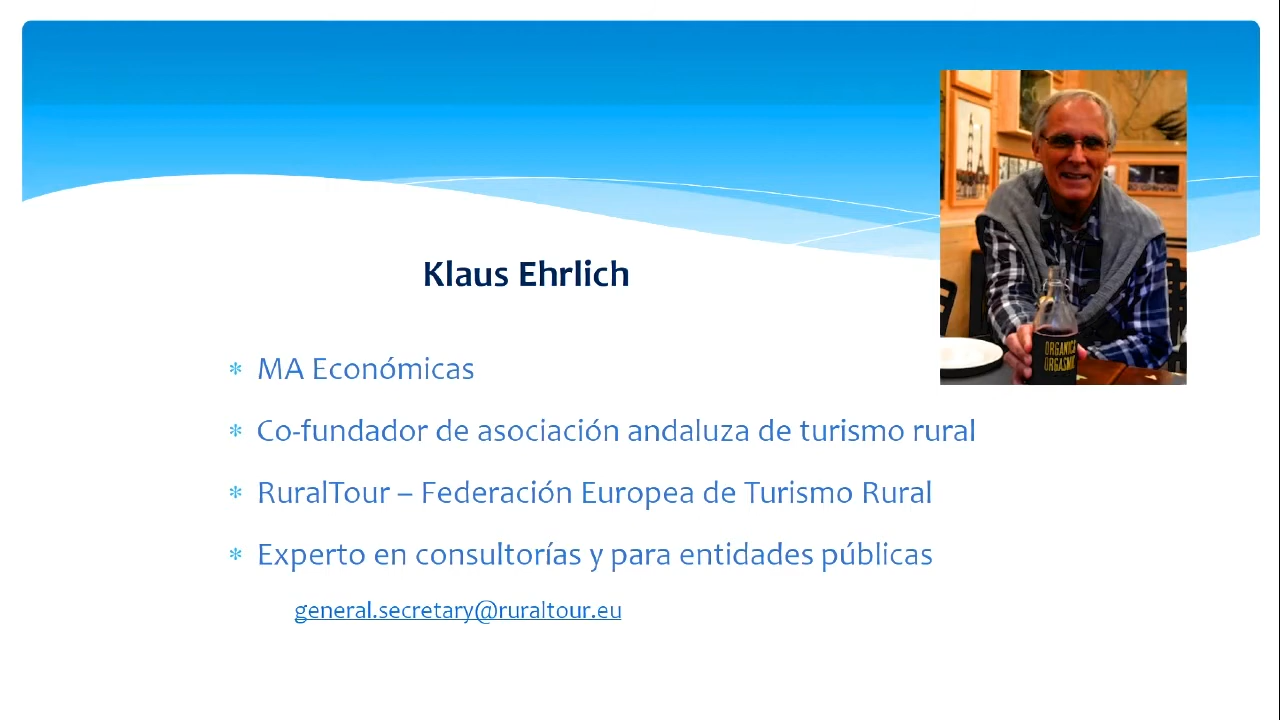 Klaus Ehrlich
* MA Económicas
* Co-fundador de asociación andaluza de turismo rural
* RuralTour – Federación Europea de Turismo Rural
* Experto en consultorías y para entidades públicas
general.secretary@ruraltour.eu
ORGANIC
ORGASMIC